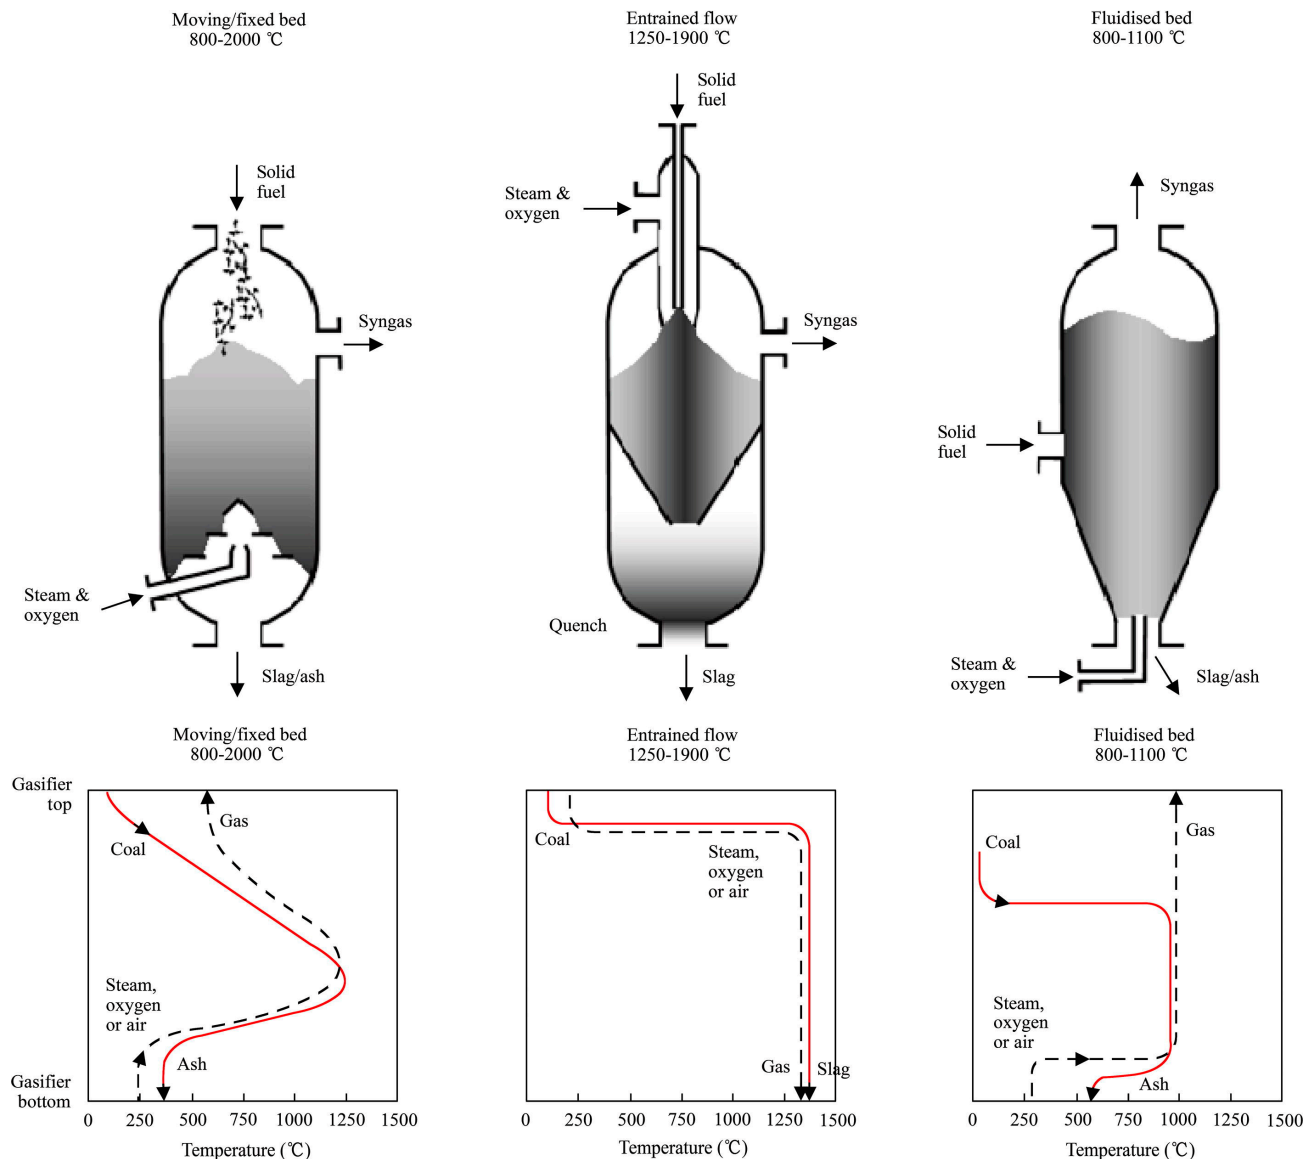 Moving/fixed bed
800-2000 ℃
Entrained flow
1250-1900 ℃
Fluidised bed
800-1100 ℃
Solid
fuel
Syngas
Steam &
oxygen
Slag/ash
Solid
fuel
Steam &
oxygen
Syngas
Quench
Slag
Syngas
Solid
fuel
Steam &
oxygen
Slag/ash
Moving/fixed bed
800-2000 ℃
Gasifier
top
Gas
Coal
Steam,
oxygen
or air
Ash
Gasifier
bottom
0 250 500 750 1000 1250 1500
Temperature (℃)
Entrained flow
1250-1900 ℃
Coal
Steam,
oxygen
or air
Gas
Slag
0 250 500 750 1000 1250 1500
Temperature (℃)
Fluidised bed
800-1100 ℃
Gas
Coal
Steam,
oxygen
or air
Ash
0 250 500 750 1000 1250 1500
Temperature (℃)